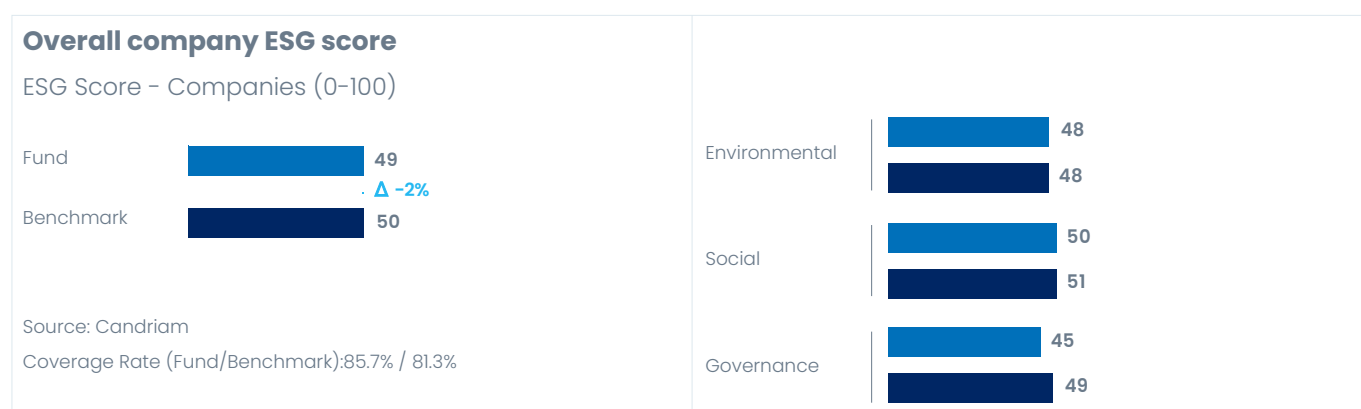 Overall company ESG score
ESG Score - Companies (0-100)
Fund 49
Δ -2%
Benchmark 50
Source: Candriam
Coverage Rate (Fund/Benchmark):85.7% / 81.3%
Environmental
48
48
Social
50
51
Governance
45
49